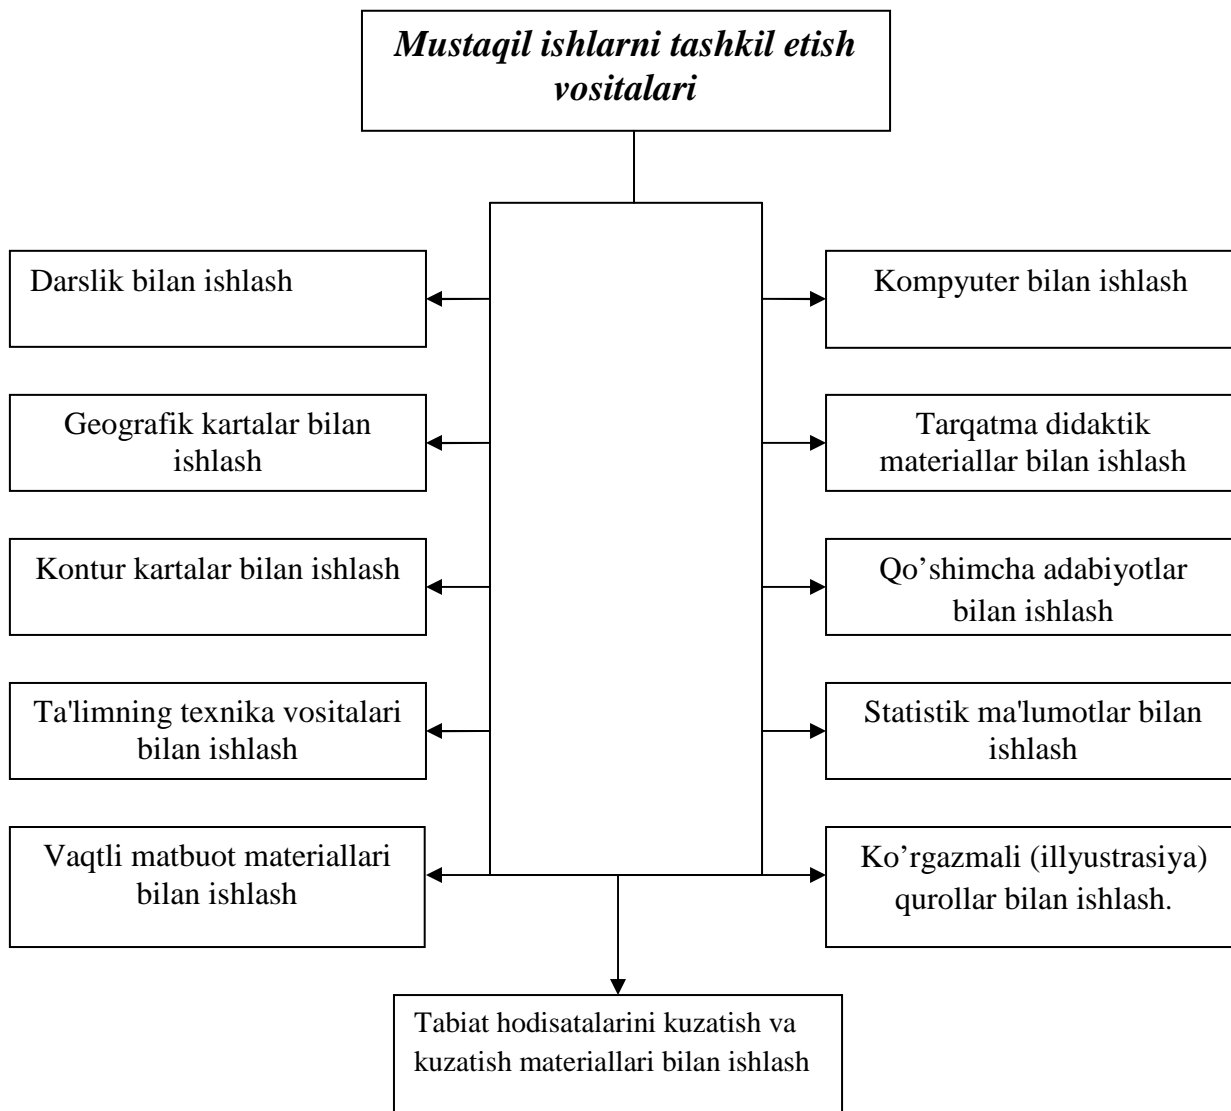 Mustaqil ishlarni tashkil etish
vositalari
Darslik bilan ishlash
Kompyuter bilan ishlash
Geografik kartalar bilan
ishlash
Tarqatma didaktik
materiallar bilan ishlash
Kontur kartalar bilan ishlash
Qo’shimcha adabiyotlar
bilan ishlash
Ta'limning texnika vositalari
bilan ishlash
Statistik ma'lumotlar bilan
ishlash
Vaqtli matbuot materiallari
bilan ishlash
Ko’rgazmali (illyustrasiya)
qurollar bilan ishlash.
Tabiat hodisatalarini kuzatish va
kuzatish materiallari bilan ishlash